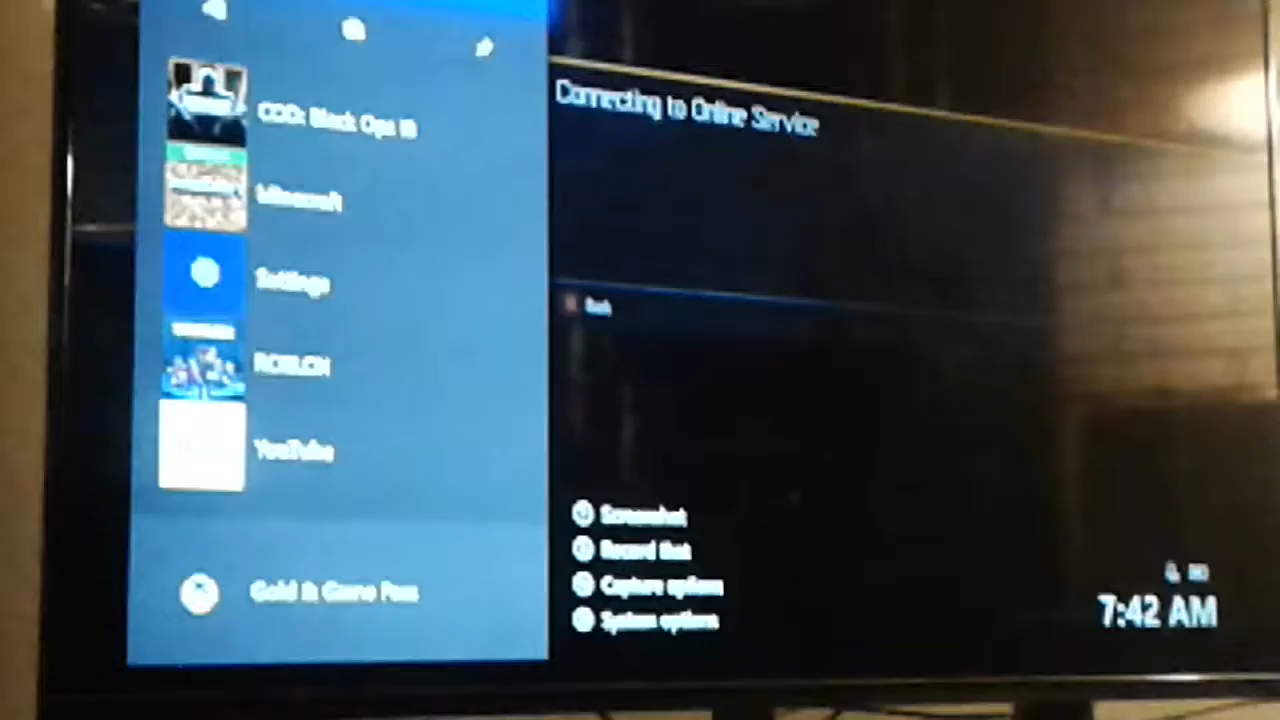 COD: Black Ops III
Minecraft
Settings
ROBLOX
YouTube
Gold & Game Pass
Connecting to Online Service
Back
Screenshot
Record that
Capture options
System options
7:42 AM